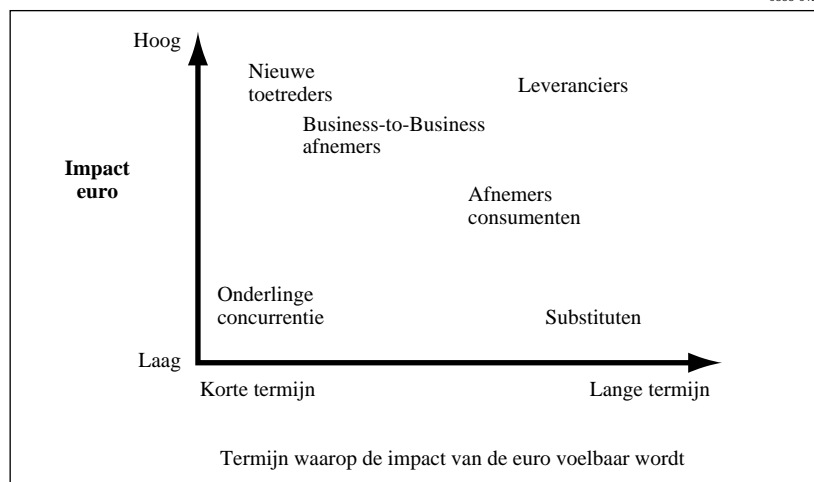 Hoog
Nieuwe
toetreders
Leveranciers
Business-to-Business
afnemers
Impact
euro
Afnemers
consumenten
Onderlinge
concurrentie
Substituten
Laag
Korte termijn
Lange termijn
Termijn waarop de impact van de euro voelbaar wordt